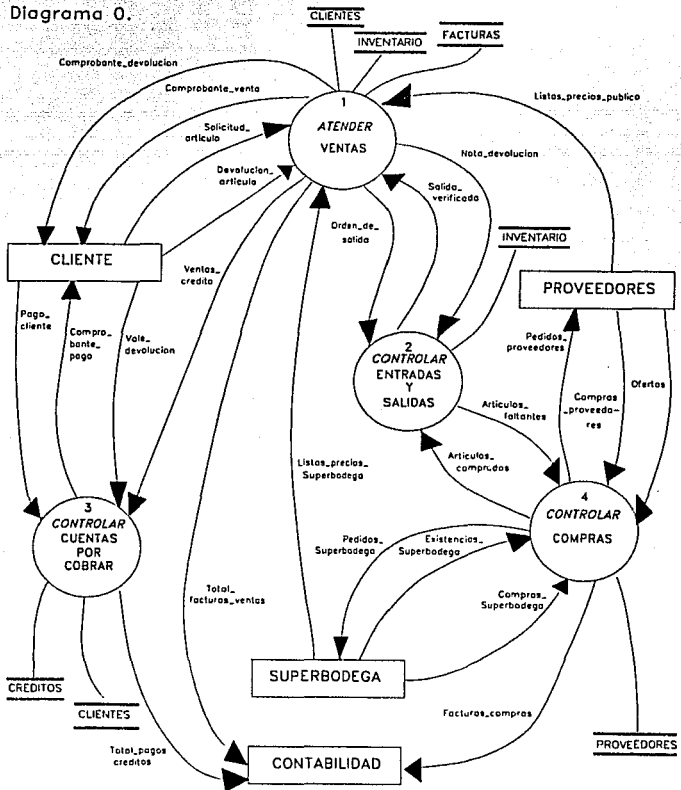 Diagrama 0.
CLIENTES
INVENTARIO
FACTURAS
Comprobante_devolucion
Comprobante_venta
Listas_precios_publico
1
ATENDER
VENTAS
Solicitud_
articulo
Nota_devolucion
Devolucion_
articulo
Salida_
verificada
Orden_de_
salida
INVENTARIO
CLIENTE
Ventas_
credito
PROVEEDORES
Pago_
cliente
Compro_
bante_
pago
Vale_
devolucion
Pedidos_
proveedores
2
CONTROLAR
ENTRADAS
Y
SALIDAS
Compras
_proveedo-
res
Ofertas
Articulos_
faltantes
Articulos_
comprados
Listas_precios_
Superbodega
3
CONTROLAR
CUENTAS
POR
COBRAR
4
CONTROLAR
COMPRAS
Pedidos_
Superbodega
Existencias_
Superbodega
Total_
facturas_ventas
Compras_
Superbodega
SUPERBODEGA
CREDITOS
CLIENTES
Facturas_compras
Total_pagos
creditos
CONTABILIDAD
PROVEEDORES